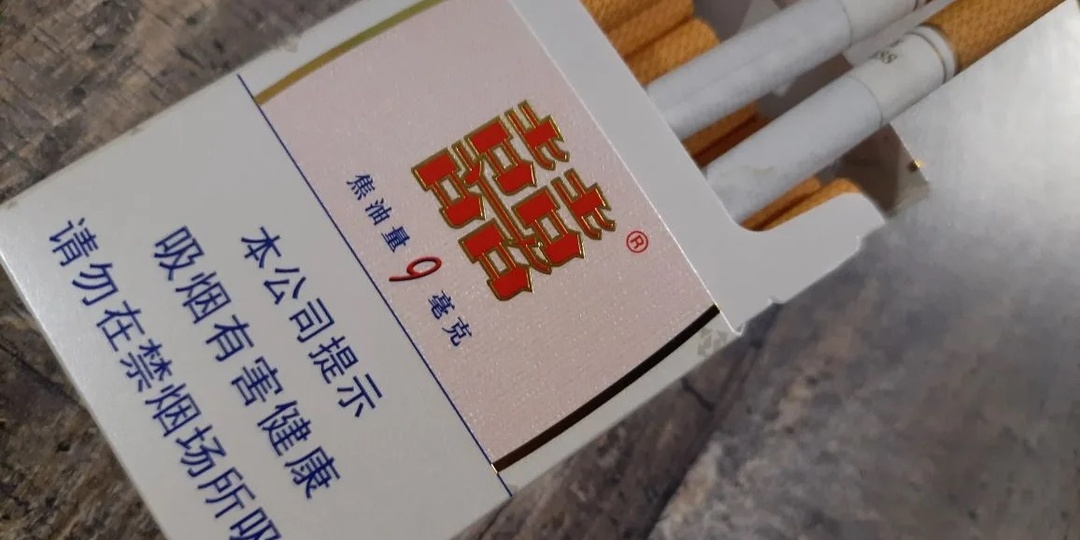 囍®
焦油量9毫克
本公司提示
吸烟有害健康
请勿在禁烟场所吸